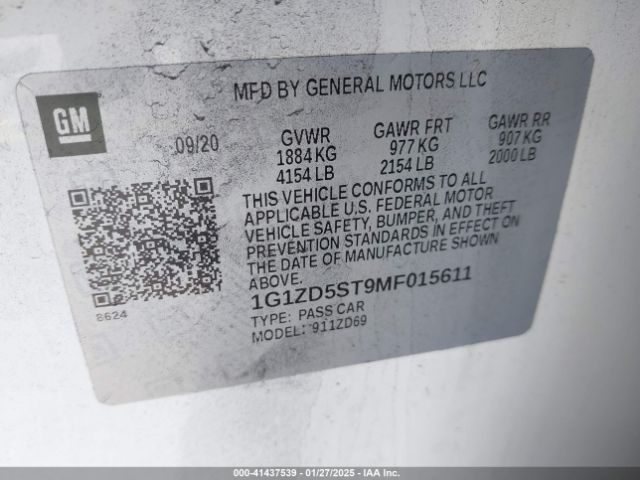 MFD BY GENERAL MOTORS LLC
GM
09/20
GVWR
1884 KG
4154 LB
GAWR FRT
977 KG
2154 LB
GAWR RR
907 KG
2000 LB
THIS VEHICLE CONFORMS TO ALL
APPLICABLE U.S. FEDERAL MOTOR
VEHICLE SAFETY, BUMPER, AND THEFT
PREVENTION STANDARDS IN EFFECT ON
THE DATE OF MANUFACTURE SHOWN
ABOVE.
1G1ZD5ST9MF015611
TYPE: PASS CAR
MODEL: 911ZD69
8624
000-41437539 - 01/27/2025 - IAAI Inc.